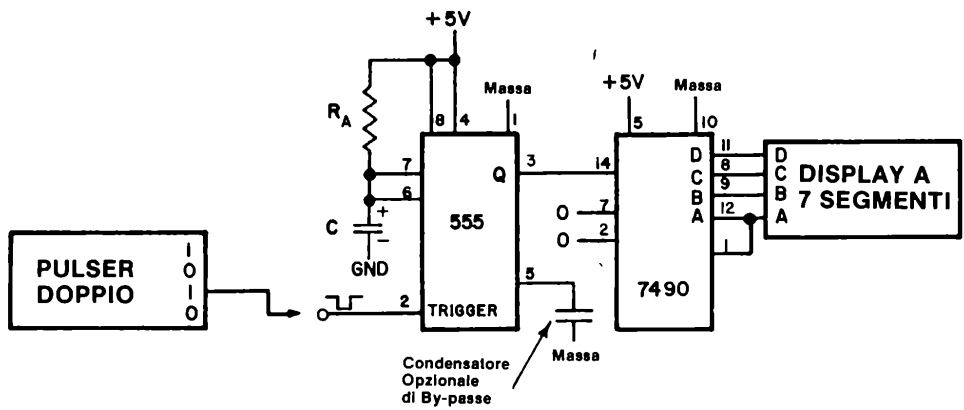 +5V
RA
8
4
Massa
1
7
6
C
+
-
GND
Q
3
555
5
2
TRIGGER
PULSER
DOPPIO
1
0
1
0
Condensatore
Opzionale
di By-passe
Massa
+5V
5
Massa
10
14
7
0
2
0
7490
D
C
B
A
11
8
9
12
1
D
C
B
A
DISPLAY A
7 SEGMENTI